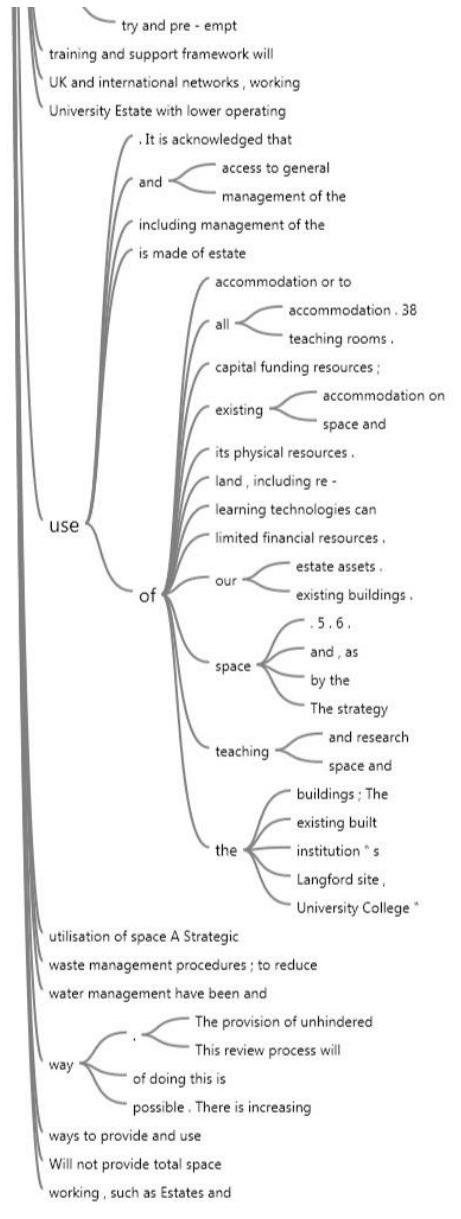 try and pre - empt
training and support framework will
UK and international networks , working
University Estate with lower operating
. It is acknowledged that
access to general
and
management of the
including management of the
is made of estate
accommodation or to
accommodation . 38
all
teaching rooms .
capital funding resources ;
accommodation on
existing
space and
its physical resources .
land , including re -
learning technologies can
use
limited financial resources .
estate assets .
our
of
existing buildings .
. 5 . 6 .
and , as
space
by the
The strategy
and research
teaching
space and
buildings ; The
existing built
the
institution " s
Langford site ,
University College "
utilisation of space A Strategic
waste management procedures ; to reduce
water management have been and
The provision of unhindered
.
This review process will
way
of doing this is
possible . There is increasing
ways to provide and use
Will not provide total space
working , such as Estates and